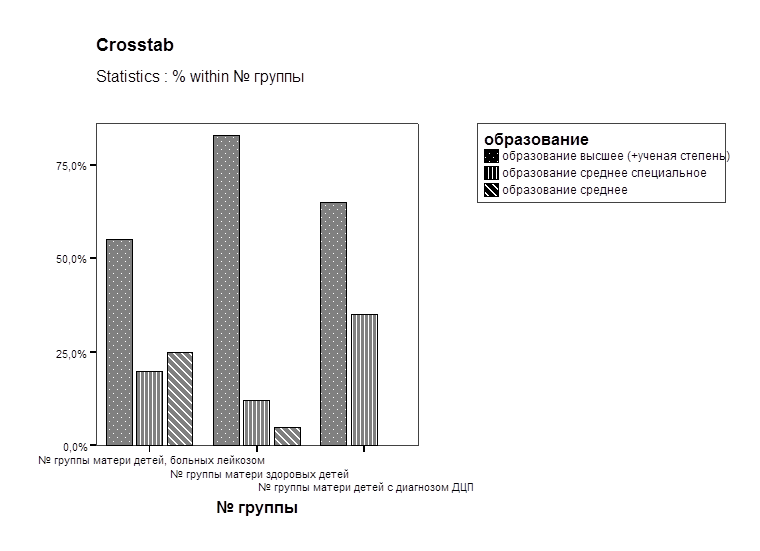 Crosstab
Statistics : % within № группы
образование
образование высшее (+ученая степень)
образование среднее специальное
образование среднее
75,0%
50,0%
25,0%
0,0%
№ группы матери детей, больных лейкозом
№ группы матери здоровых детей
№ группы матери детей с диагнозом ДЦП
№ группы